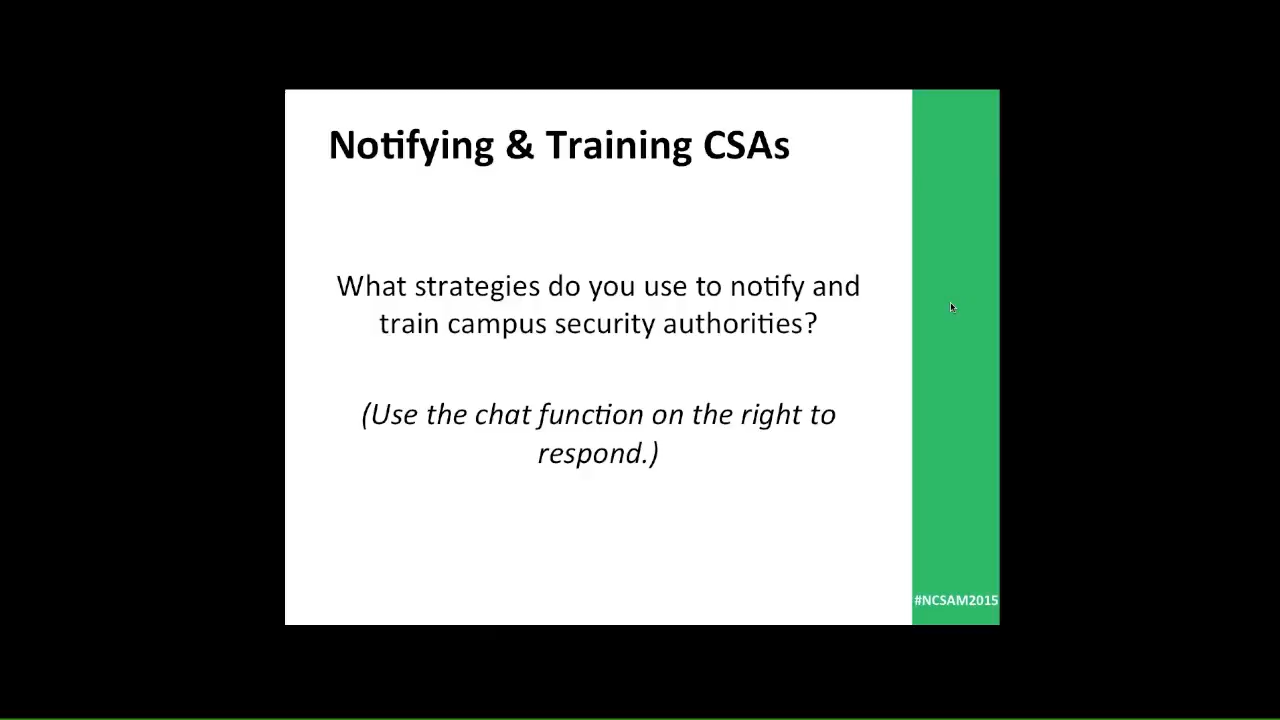 Notifying & Training CSAs
What strategies do you use to notify and
train campus security authorities?
(Use the chat function on the right to
respond.)
#NCSAM2015